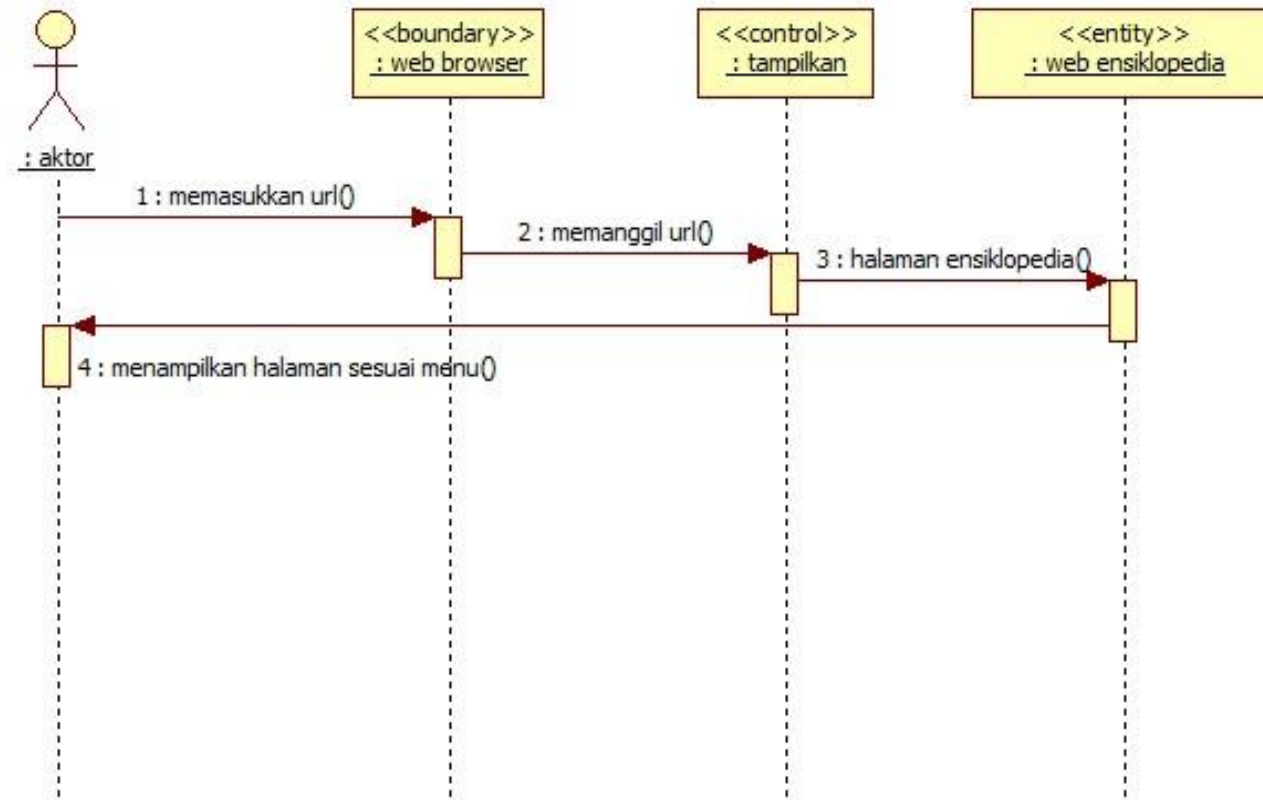 <<boundary>>
: web browser
<<control>>
: tampilkan
<<entity>>
: web ensiklopedia
: aktor
1 : memasukkan url()
2 : memanggil url()
3 : halaman ensiklopedia()
4 : menampilkan halaman sesuai menu()